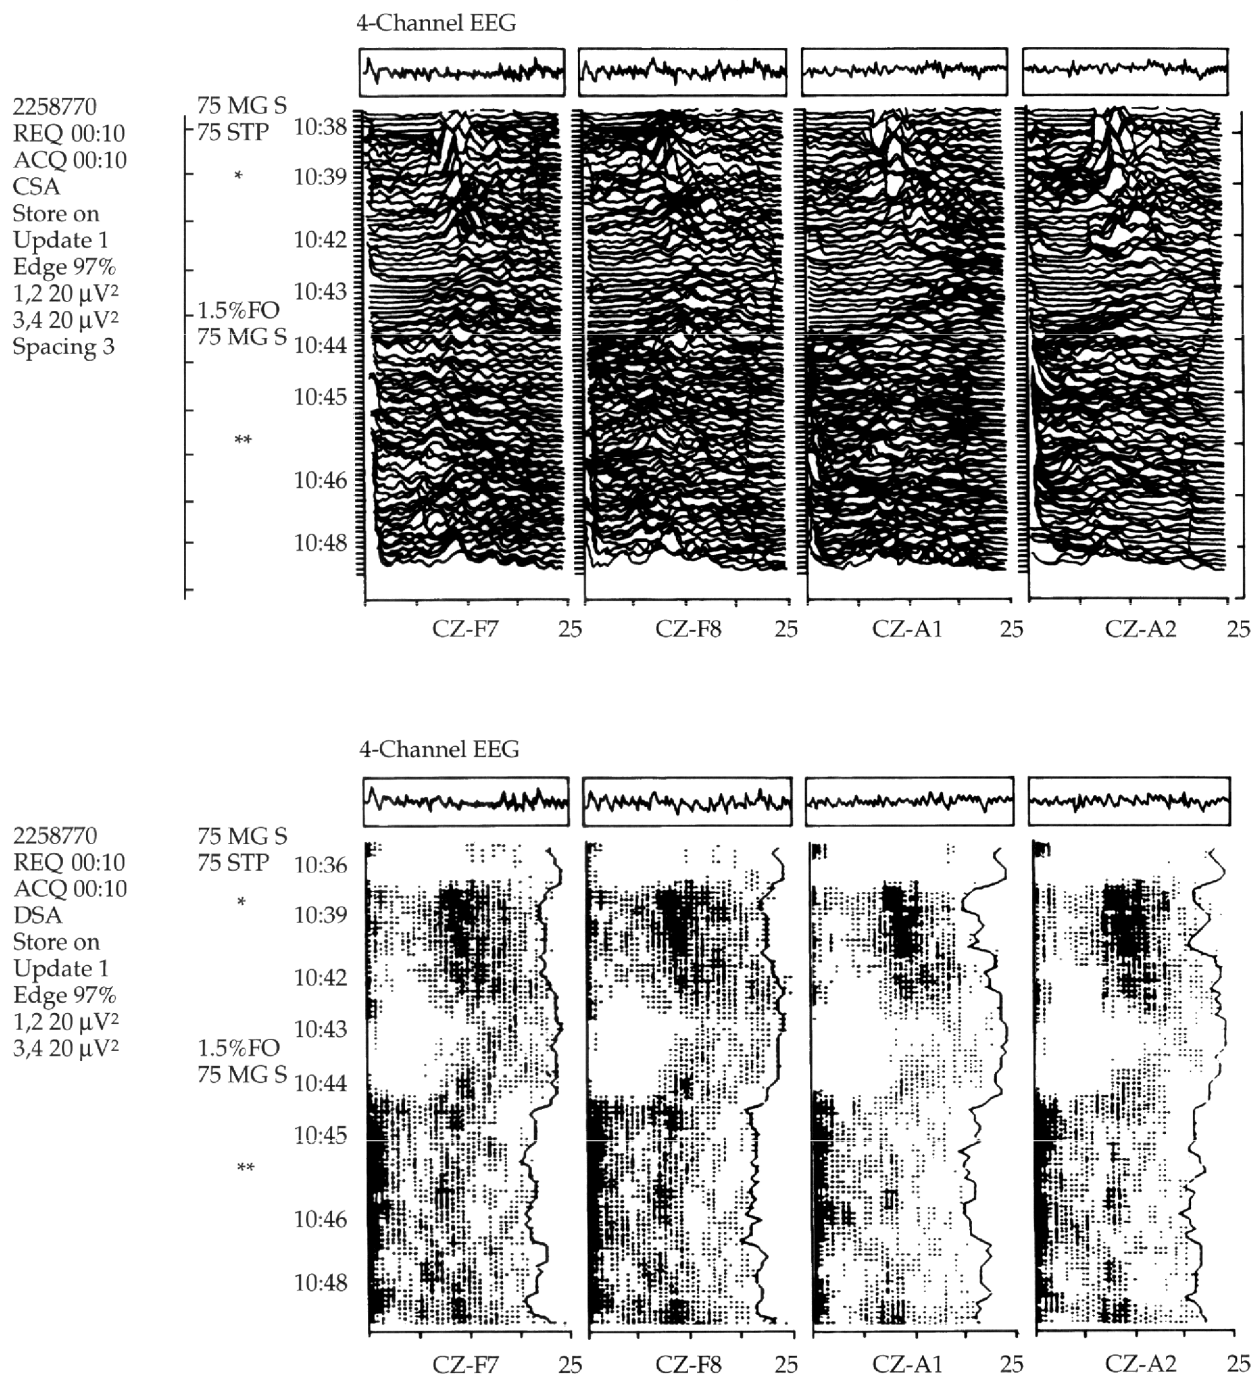 4-Channel EEG
2258770
REQ 00:10
ACQ 00:10
CSA
Store on
Update 1
Edge 97%
1,2 20 µV²
3,4 20 µV²
Spacing 3
75 MG S
75 STP
*
1.5%FO
75 MG S
**
10:38
10:39
10:42
10:43
10:44
10:45
10:46
10:48
CZ-F7 25
CZ-F8 25
CZ-A1 25
CZ-A2 25
4-Channel EEG
2258770
REQ 00:10
ACQ 00:10
DSA
Store on
Update 1
Edge 97%
1,2 20 µV²
3,4 20 µV²
75 MG S
75 STP
*
1.5%FO
75 MG S
**
10:36
10:39
10:42
10:43
10:44
10:45
10:46
10:48
CZ-F7 25
CZ-F8 25
CZ-A1 25
CZ-A2 25